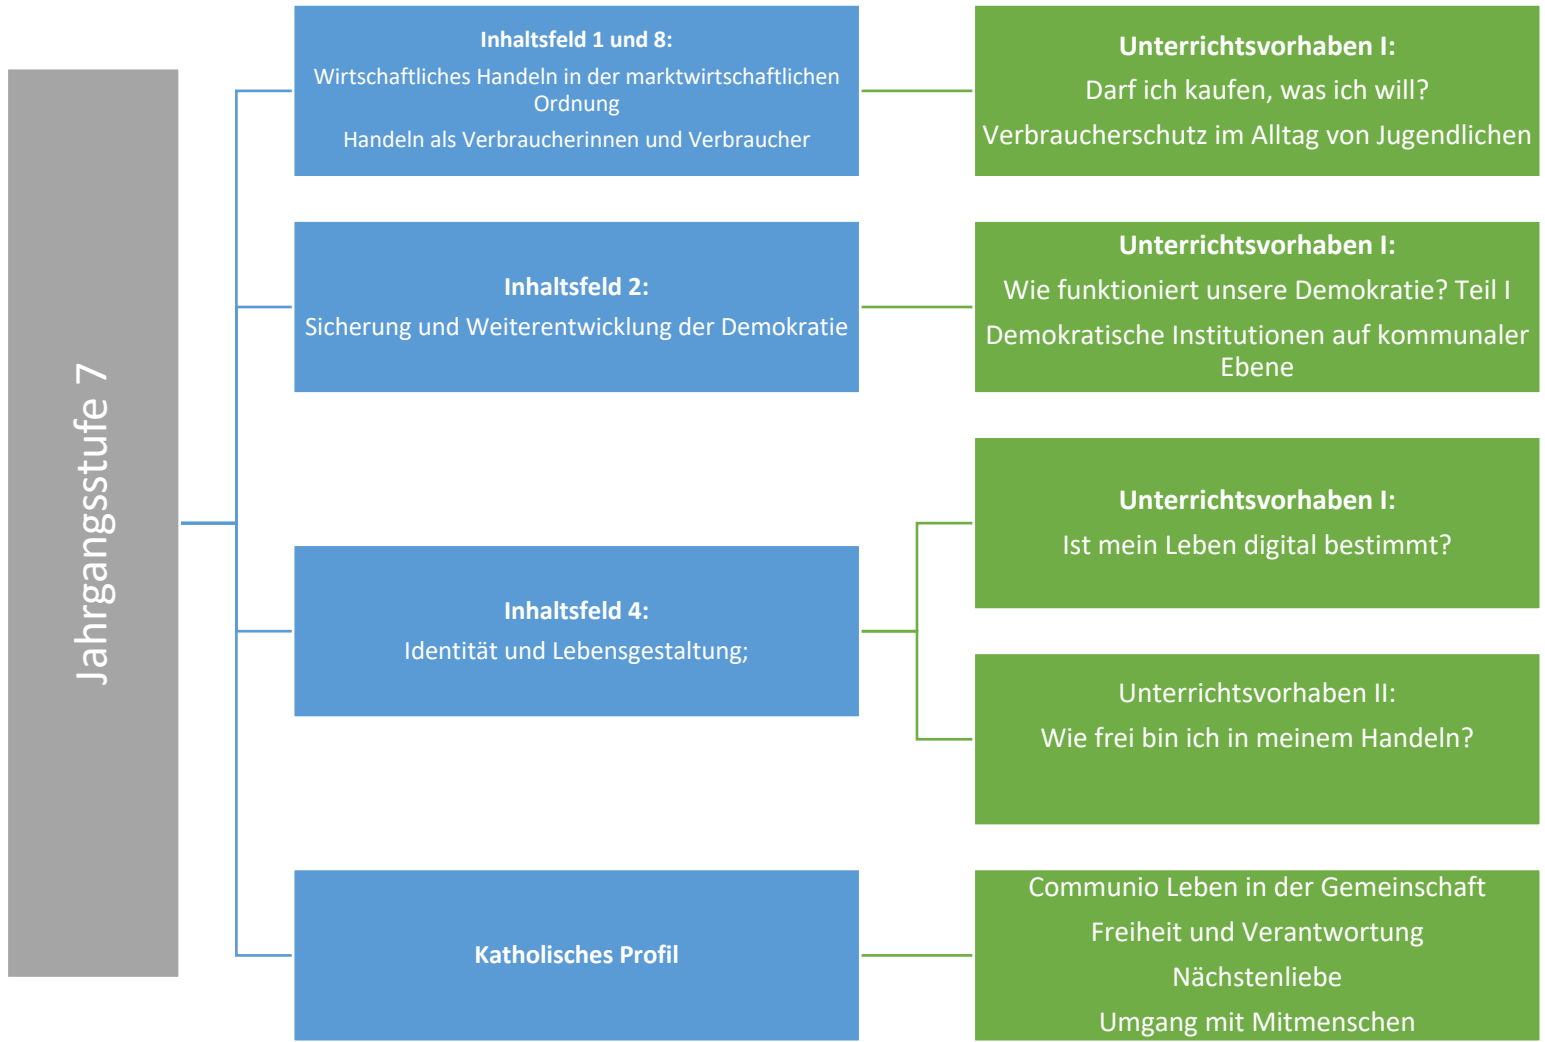 Jahrgangsstufe 7
Inhaltsfeld 1 und 8:
Wirtschaftliches Handeln in der marktwirtschaftlichen
Ordnung
Handeln als Verbraucherinnen und Verbraucher
Unterrichtsvorhaben I:
Darf ich kaufen, was ich will?
Verbraucherschutz im Alltag von Jugendlichen
Inhaltsfeld 2:
Sicherung und Weiterentwicklung der Demokratie
Unterrichtsvorhaben I:
Wie funktioniert unsere Demokratie? Teil I
Demokratische Institutionen auf kommunaler
Ebene
Inhaltsfeld 4:
Identität und Lebensgestaltung;
Unterrichtsvorhaben I:
Ist mein Leben digital bestimmt?
Unterrichtsvorhaben II:
Wie frei bin ich in meinem Handeln?
Katholisches Profil
Communio Leben in der Gemeinschaft
Freiheit und Verantwortung
Nächstenliebe
Umgang mit Mitmenschen